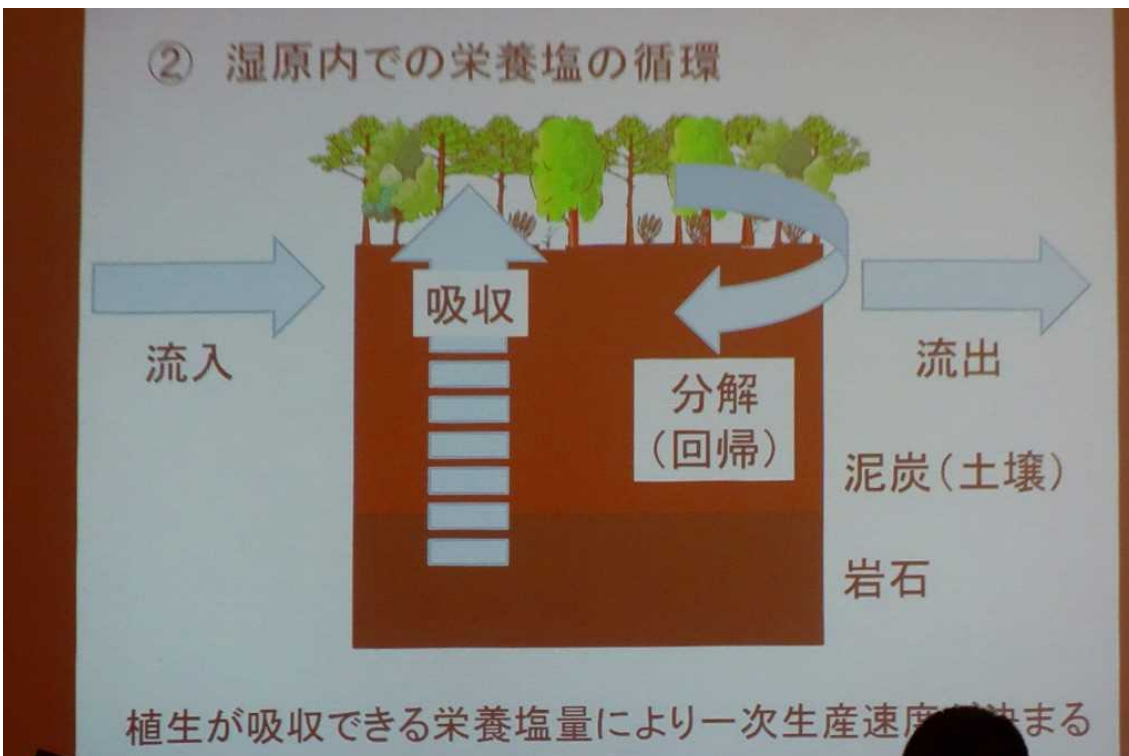 ② 湿原内での栄養塩の循環
吸収
流入
流出
分解
(回帰)
泥炭(土壌)
岩石
植生が吸収できる栄養塩量により一次生産速度 決まる